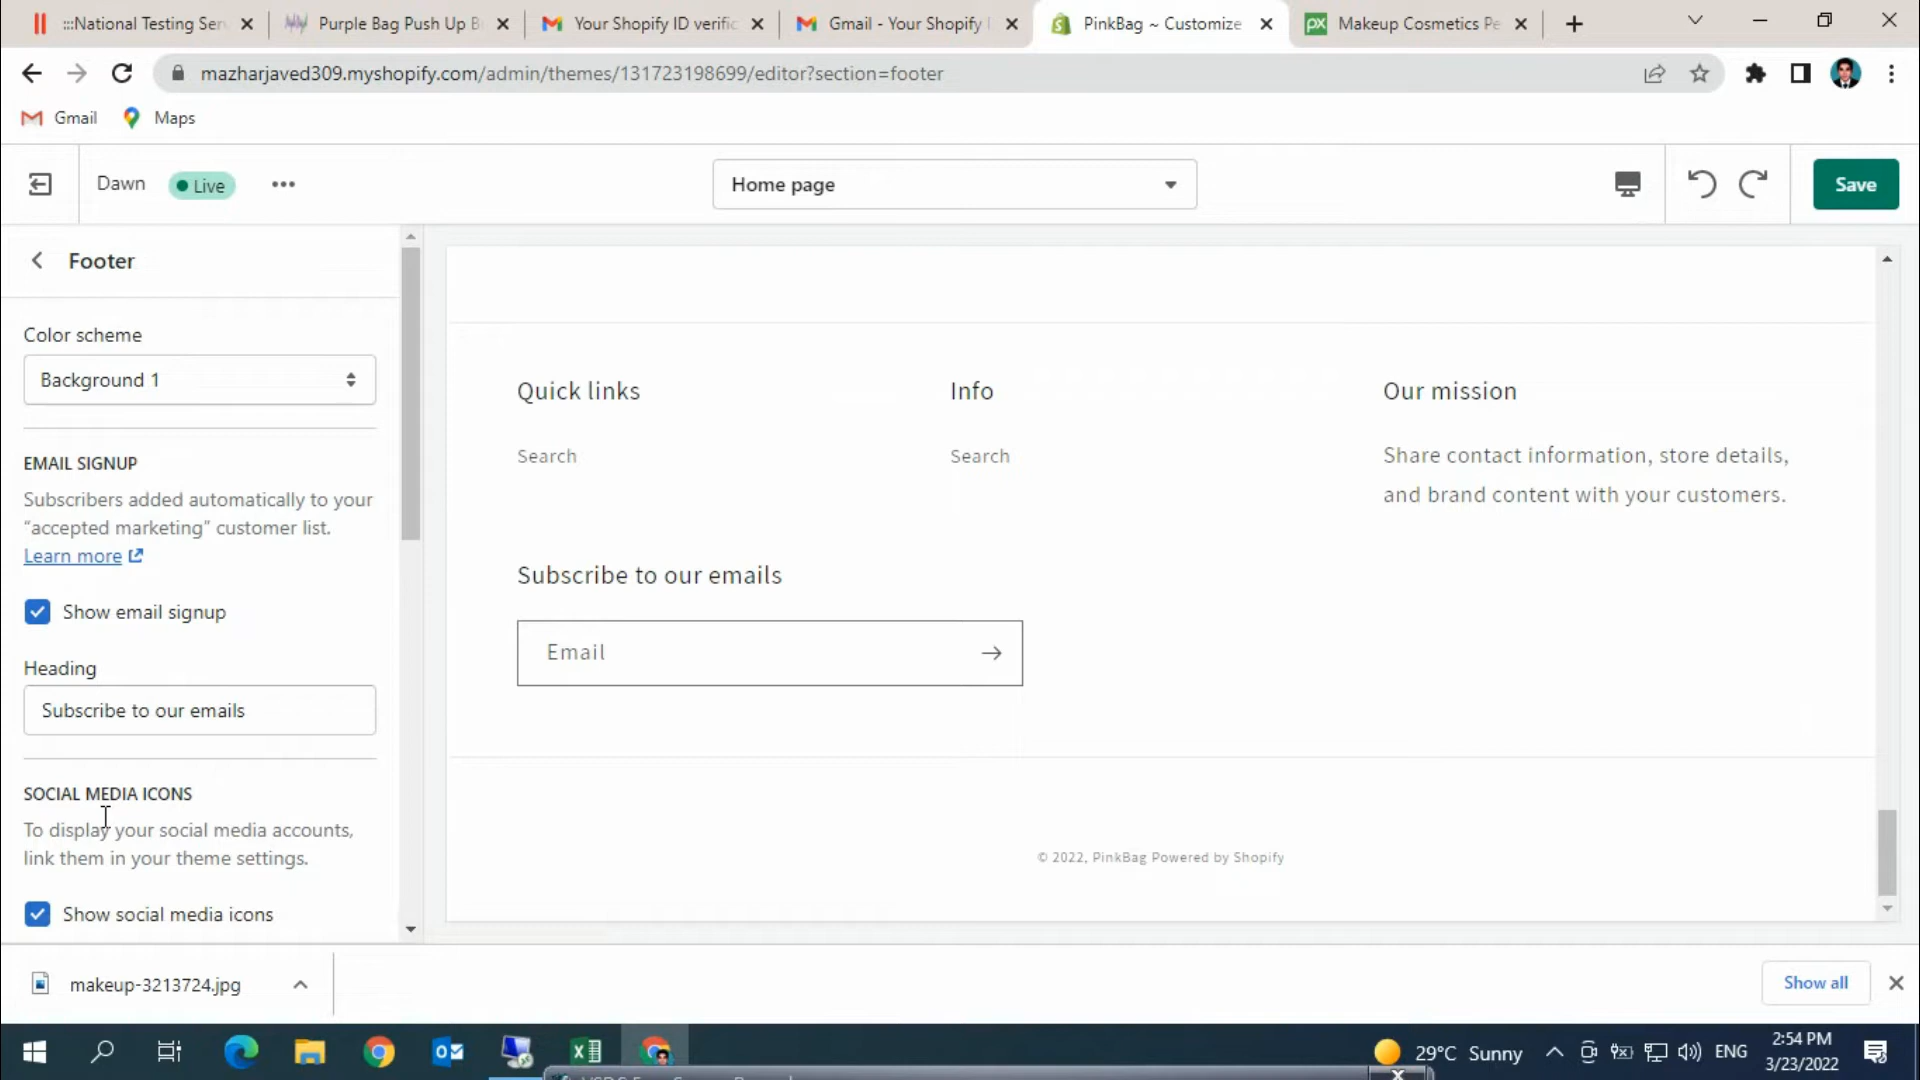 :::National Testing Ser
Purple Bag Push Up B
Your Shopify ID verific
Gmail - Your Shopify
PinkBag ~ Customize
Makeup Cosmetics Pe
mazharjaved309.myshopify.com/admin/themes/131723198699/editor?section=footer
Gmail
Maps
Dawn
Live
Home page
Save
Footer
Color scheme
Background 1
EMAIL SIGNUP
Subscribers added automatically to your
“accepted marketing” customer list.
Learn more
Show email signup
Heading
Subscribe to our emails
SOCIAL MEDIA ICONS
To display your social media accounts,
link them in your theme settings.
Show social media icons
Quick links
Search
Info
Search
Our mission
Share contact information, store details,
and brand content with your customers.
Subscribe to our emails
Email
© 2022, PinkBag Powered by Shopify
makeup-3213724.jpg
Show all
29°C Sunny
ENG
2:54 PM
3/23/2022